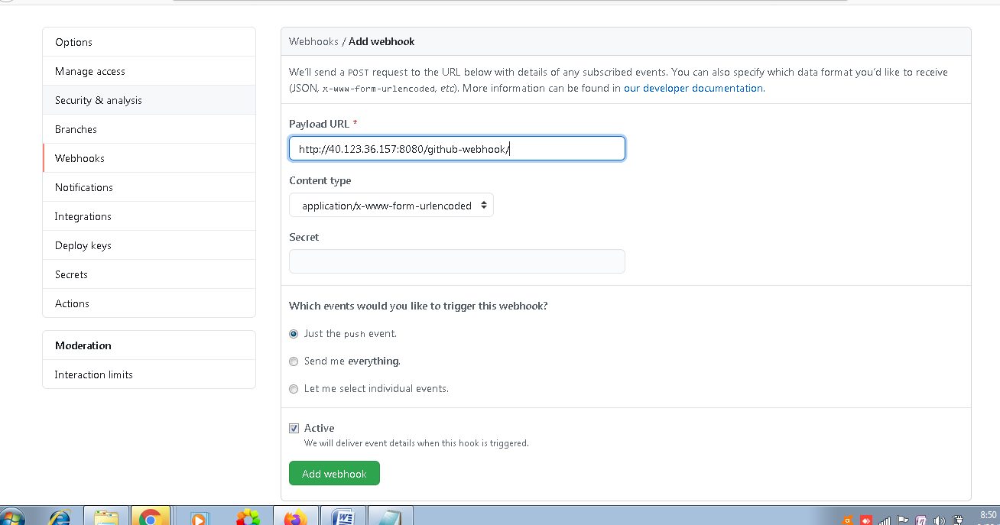 Options
Manage access
Security & analysis
Branches
Webhooks
Notifications
Integrations
Deploy keys
Secrets
Actions
Moderation
Interaction limits
Webhooks / Add webhook
We'll send a POST request to the URL below with details of any subscribed events. You can also specify which data format you'd like to receive
(JSON, x-www-form-urlencoded, etc). More information can be found in our developer documentation.
Payload URL *
http://40.123.36.157:8080/github-webhook/
Content type
application/x-www-form-urlencoded
Secret
Which events would you like to trigger this webhook?
Just the push event.
Send me everything.
Let me select individual events.
Active
We will deliver event details when this hook is triggered.
Add webhook
8:50